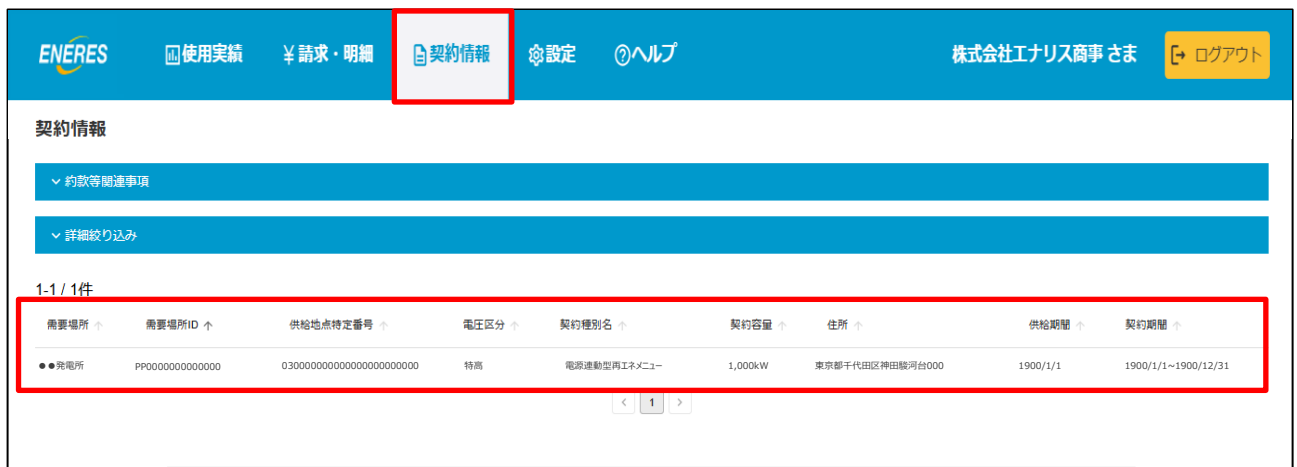 ENERES 使用実績 ¥請求・明細 契約情報 設定 ヘルプ 株式会社エナリス商事 さま ログアウト
契約情報
約款等関連事項
詳細絞り込み
1-1 / 1件
需要場所 ↑ 需要場所ID ↑ 供給地点特定番号 ↑ 電圧区分 ↑ 契約種別名 ↑ 契約容量 ↑ 住所 ↑ 供給期間 ↑ 契約期間 ↑
●●発電所 PP0000000000000 0300000000000000000000 特高 電源連動型再エネメニュー 1,000kW 東京都千代田区神田駿河台000 1900/1/1 1900/1/1~1900/12/31
< 1 >